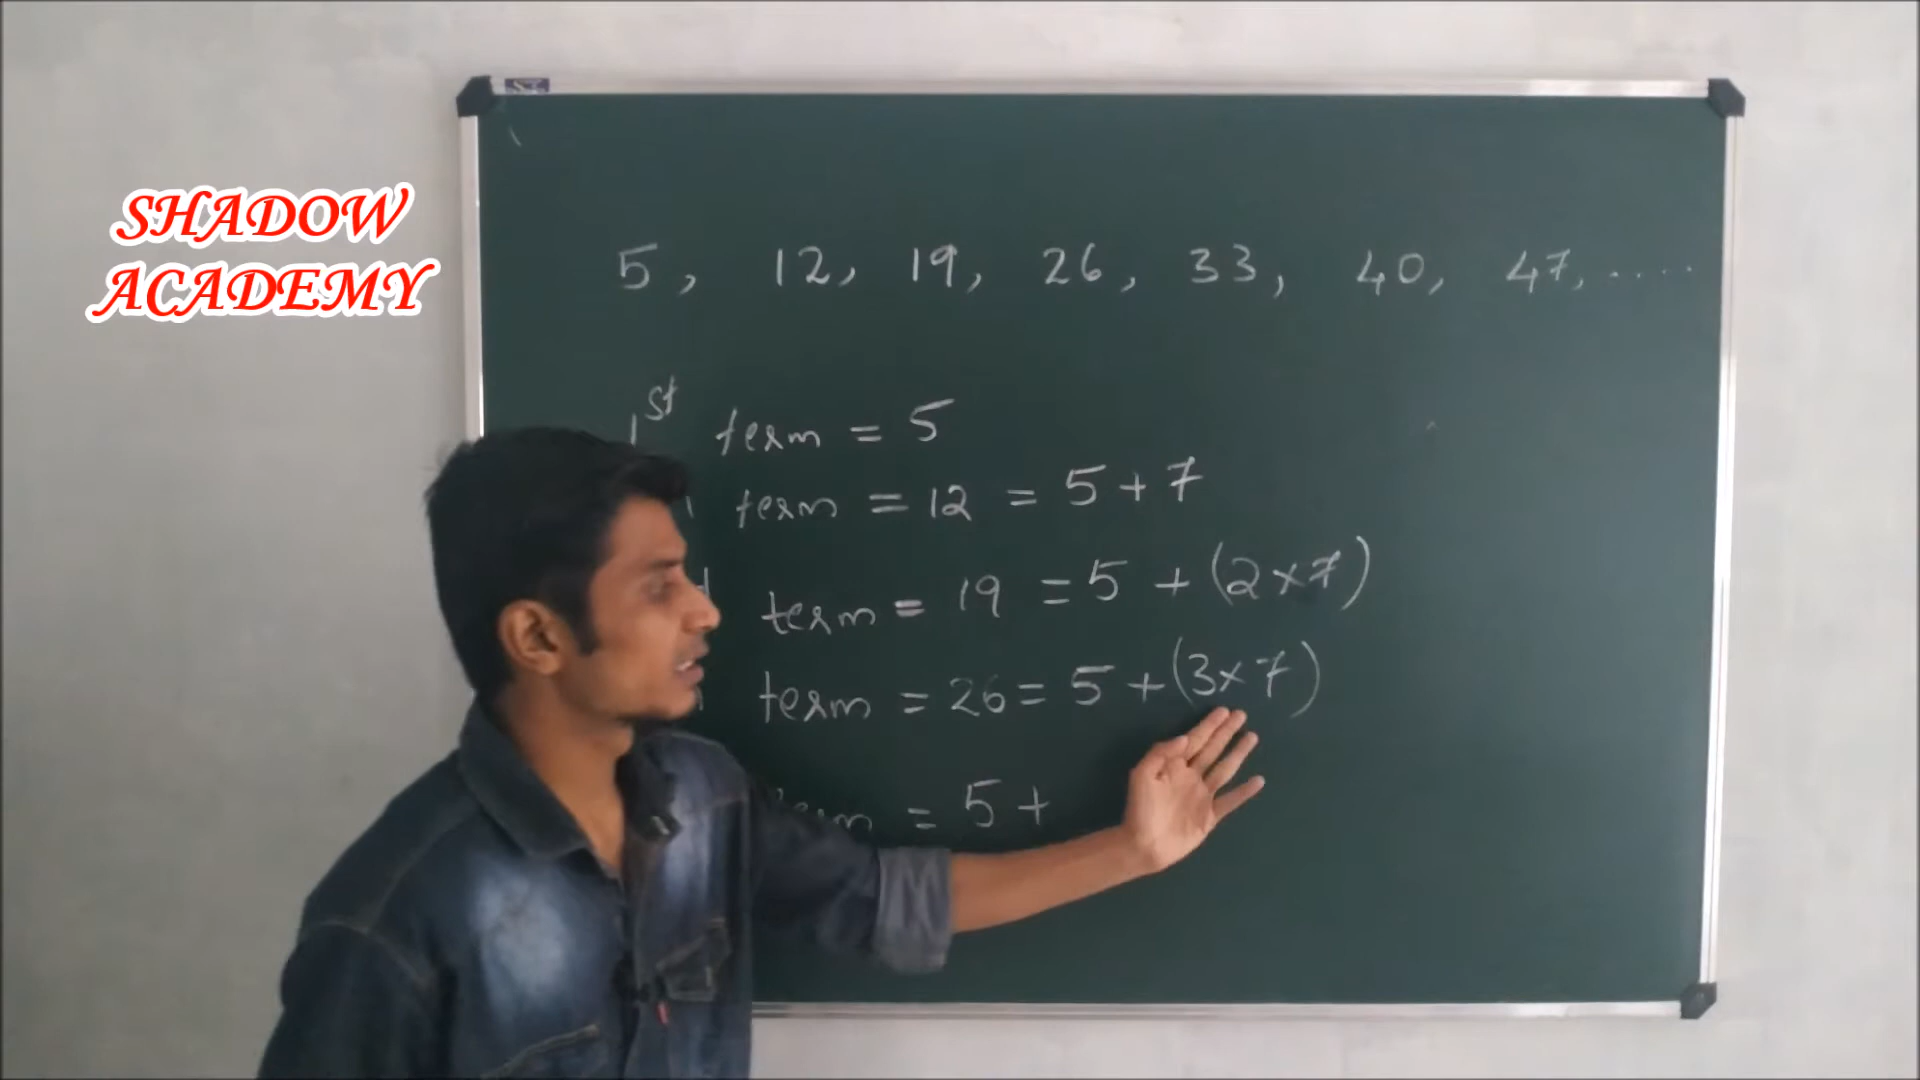 SHADOW
ACADEMY
5, 12, 19, 26, 33, 40, 47, ....
1st term = 5
term = 12 = 5 + 7
term = 19 = 5 + (2×7)
term = 26 = 5 + (3×7)
= 5 +